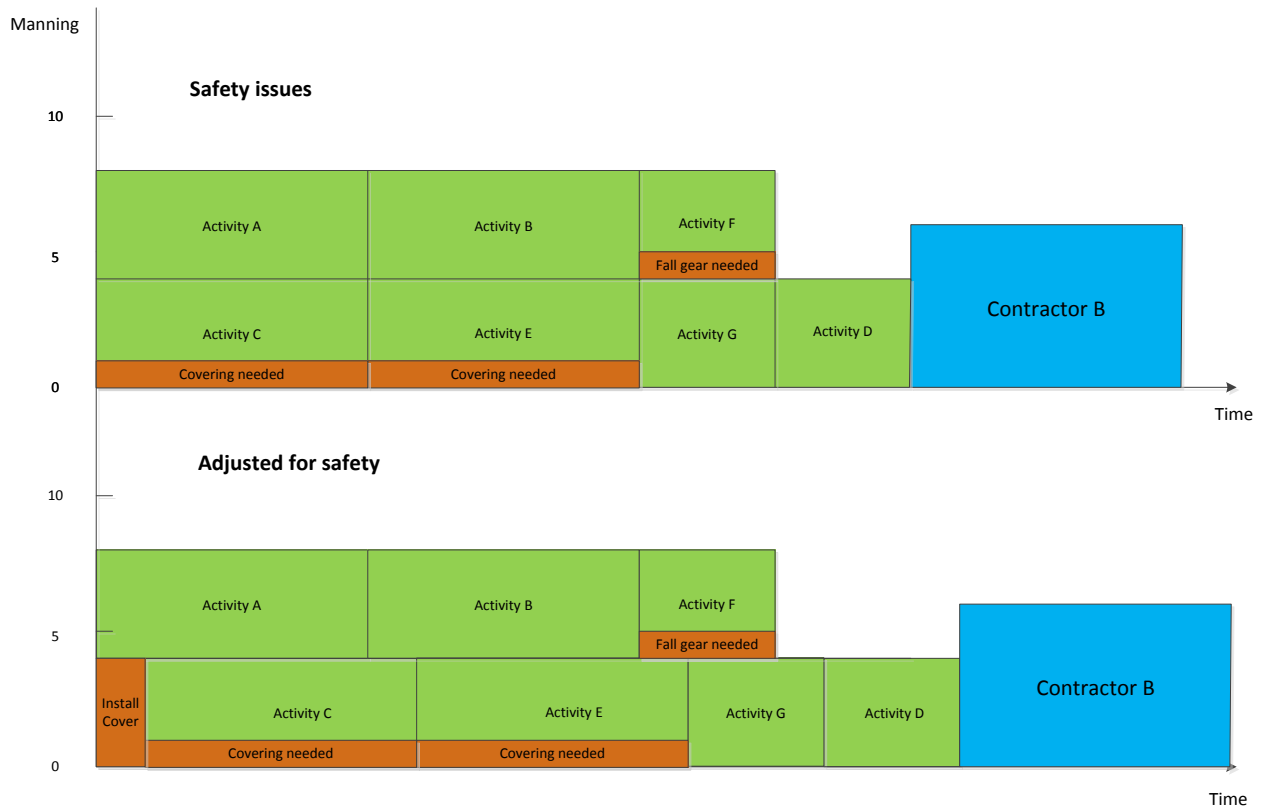 Manning
Safety issues
10
Activity A
Activity B
Activity F
5
Fall gear needed
Activity C
Activity E
Activity G
Activity D
Contractor B
Covering needed
Covering needed
0
Time
Adjusted for safety
10
Activity A
Activity B
Activity F
5
Fall gear needed
Install
Cover
Activity C
Activity E
Activity G
Activity D
Contractor B
Covering needed
Covering needed
0
Time